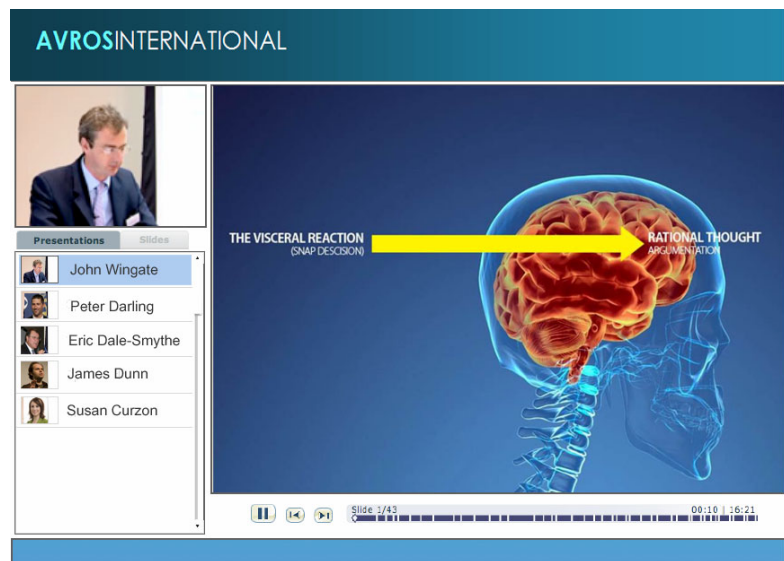 AVROSINTERNATIONAL
Presentations
Slides
John Wingate
Peter Darling
Eric Dale-Smythe
James Dunn
Susan Curzon
THE VISCERAL REACTION
(SNAP DESCISION)
RATIONAL THOUGHT
ARGUMENTATION
Slide 1/43
00:10 | 16:21